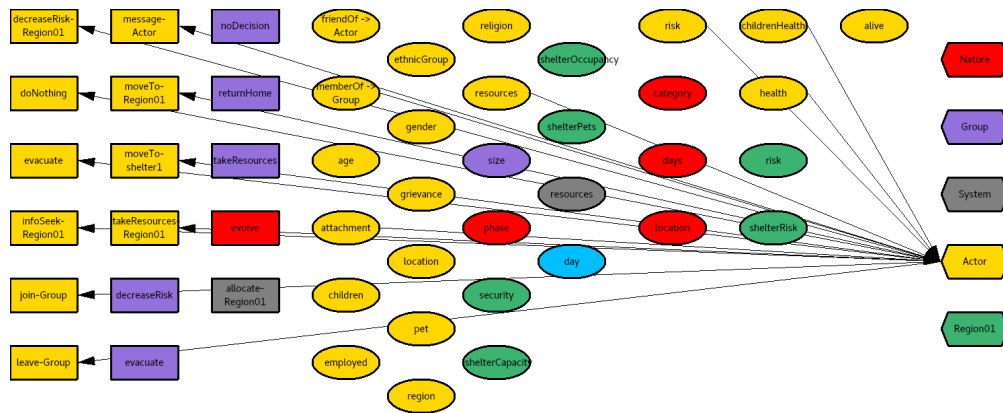 decreaseRisk-
Region01
message-
Actor
noDecision
friendOf -> 
Actor
religion
risk
childrenHealth
alive
ethnicGroup
shelterOccupancy
Nature
doNothing
moveTo-
Region01
returnHome
memberOf ->
Group
resources
category
health
gender
shelterPets
Group
evacuate
moveTo-
shelter1
takeResources
age
size
days
risk
grievance
resources
System
infoSeek-
Region01
takeResources-
Region01
evolve
attachment
phase
location
shelterRisk
location
day
Actor
join-Group
decreaseRisk
allocate-
Region01
children
security
pet
Region01
leave-Group
evacuate
employed
shelterCapacity
region